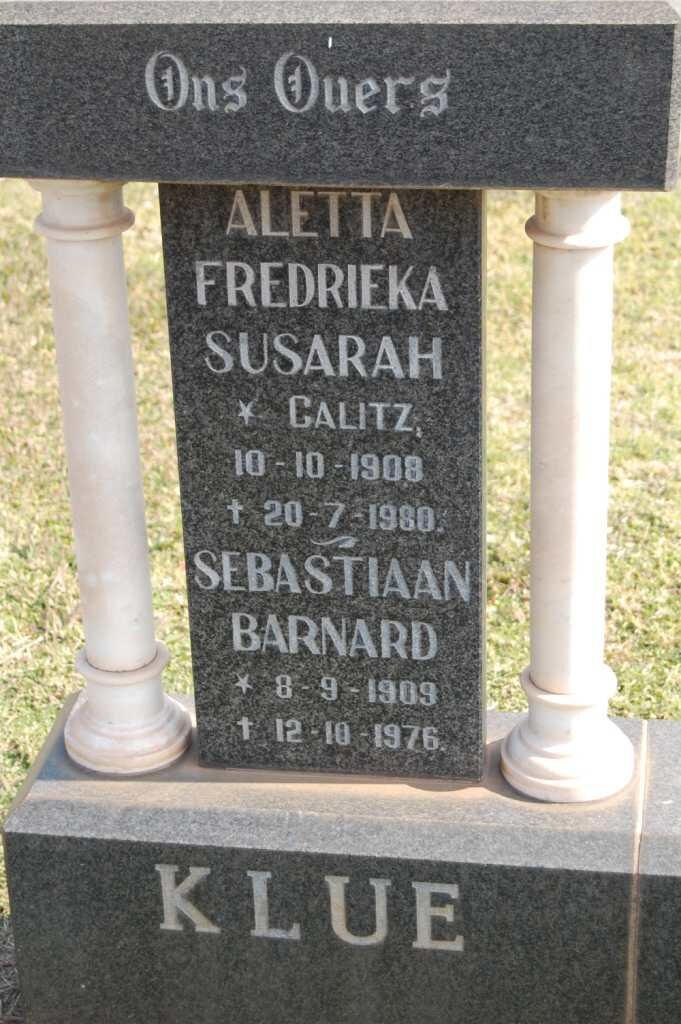 Ons Ouers
ALETTA
FREDRIEKA
SUSARAH
* CALITZ,
10-10-1908
† 20-7-1980.
SEBASTIAAN
BARNARD
* 8-9-1909
† 12-10-1976.
KLUE